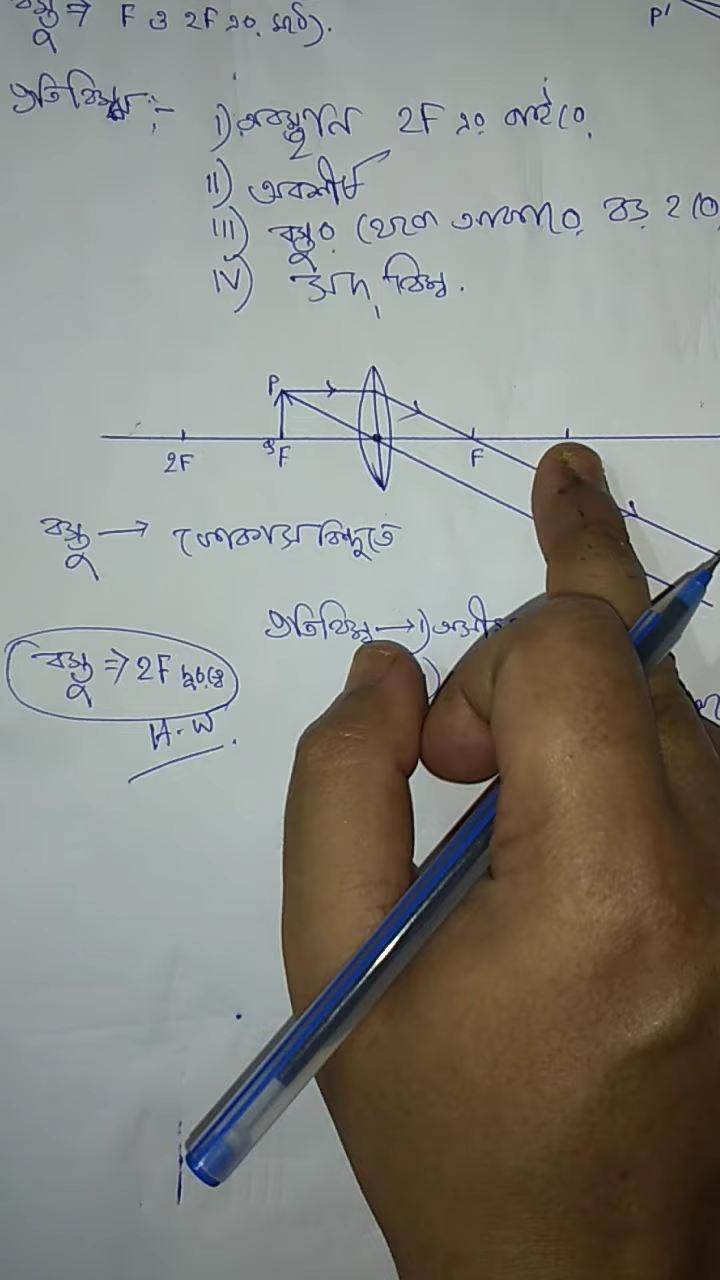 বস্তু ⇒ F ও 2F এর মধ্যে).
P'
প্রতিবিম্ব :-
i) অবস্থান 2F এর বাইরে
II) অবশীর্ষ
III) বস্তুর থেকে আকারে বড় হবে
IV) সদ্ বিম্ব.
P
2F F F
বস্তু → ফোকাস বিন্দুতে
প্রতিবিম্ব → i)
বস্তু ⇒ 2F দূরত্বে
H.W.